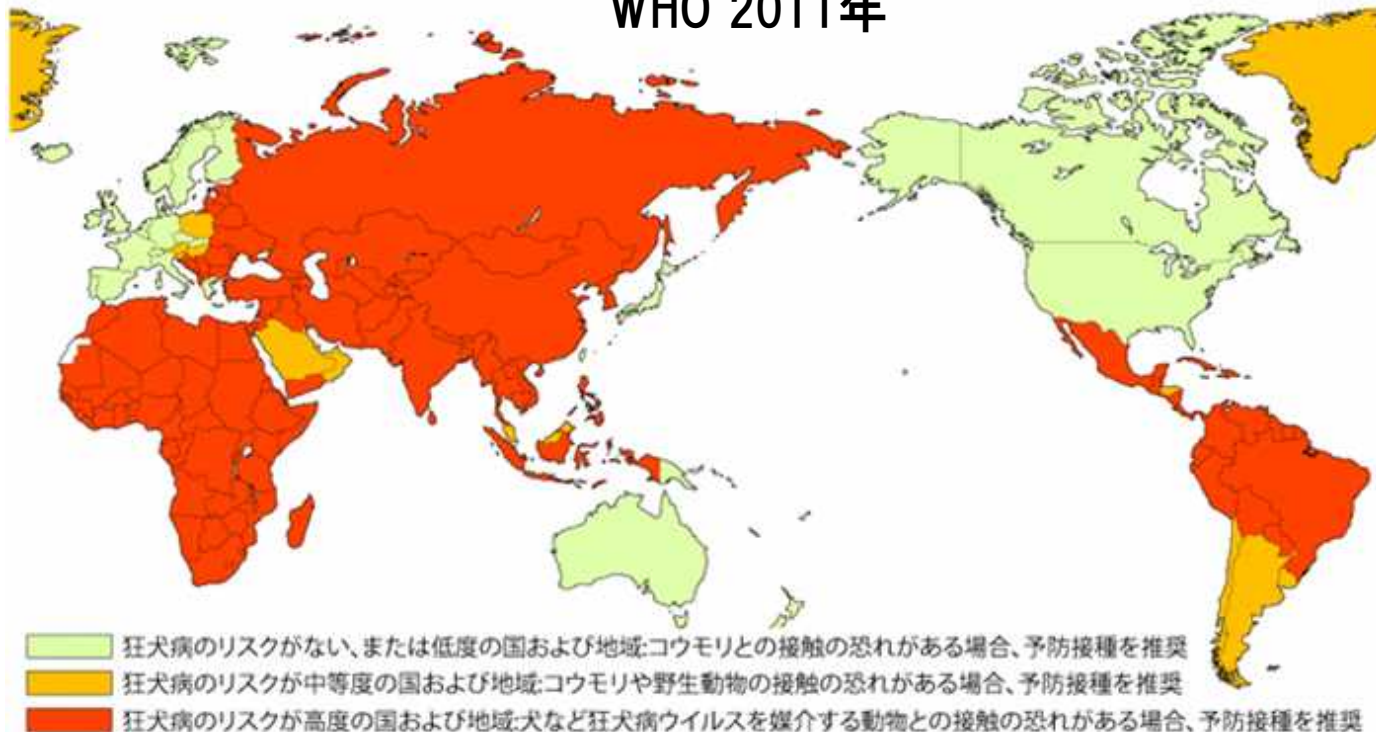 WHO 2011年
狂犬病のリスクがない、または低度の国および地域:コウモリとの接触の恐れがある場合、予防接種を推奨
狂犬病のリスクが中等度の国および地域:コウモリや野生動物の接触の恐れがある場合、予防接種を推奨
狂犬病のリスクが高度の国および地域:犬など狂犬病ウイルスを媒介する動物との接触の恐れがある場合、予防接種を推奨